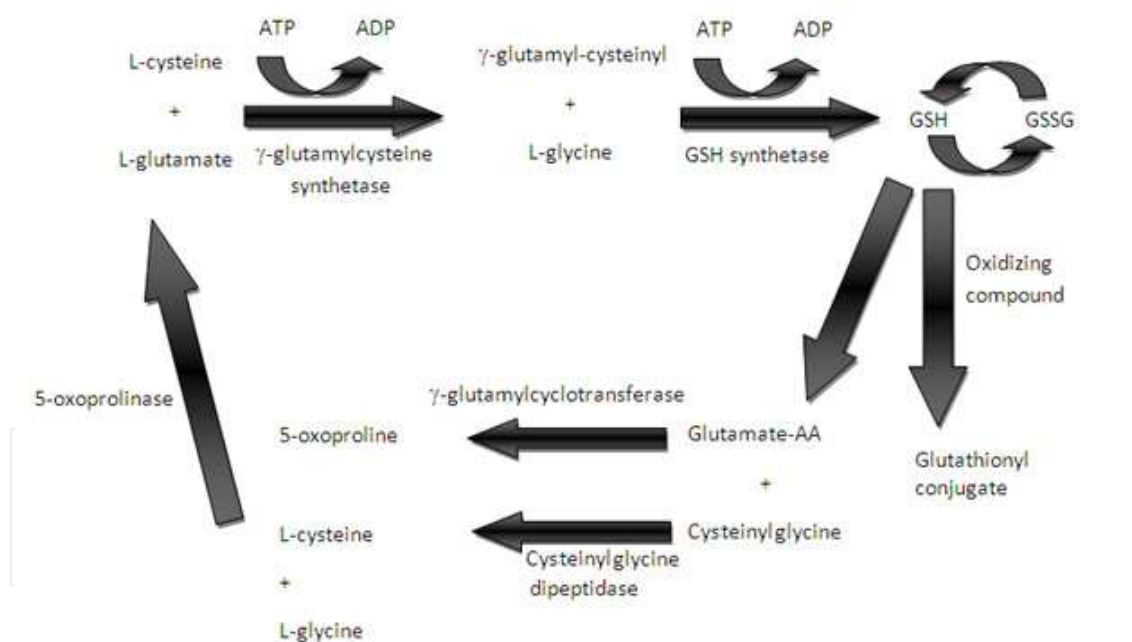 ATP ADP
L-cysteine
+
L-glutamate
γ-glutamylcysteine
synthetase
γ-glutamyl-cysteinyl
+
L-glycine
ATP ADP
GSH synthetase
GSH GSSG
Oxidizing
compound
Glutathionyl
conjugate
Glutamate-AA
+
Cysteinylglycine
γ-glutamylcyclotransferase
Cysteinylglycine
dipeptidase
5-oxoproline
L-cysteine
+
L-glycine
5-oxoprolinase